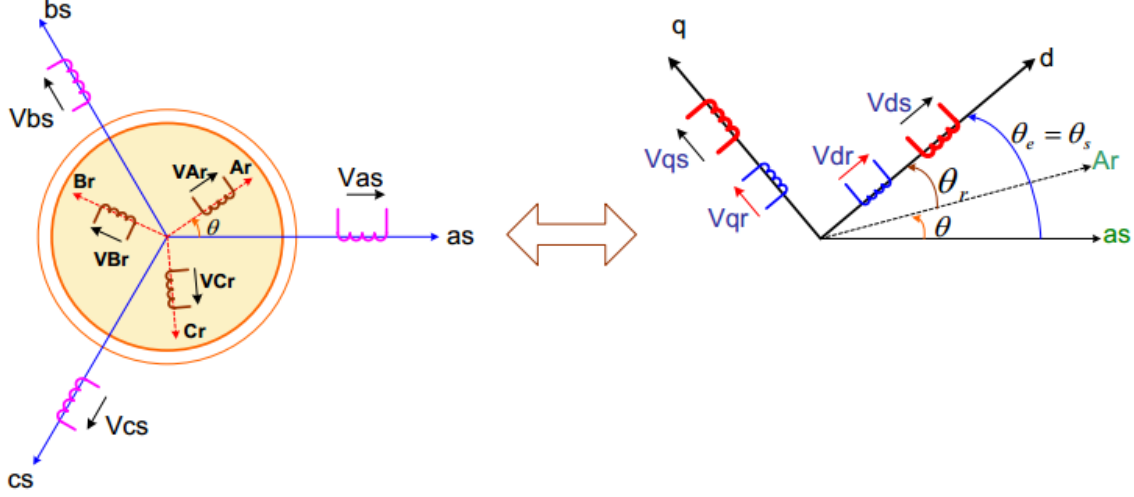 bs
Vbs
Br
VBr
VAr
Ar
θ
Vas
as
VCr
Cr
Vcs
cs
q
d
Vqs
Vds
Vdr
Vqr
θe = θs
Ar
θr
θ
as